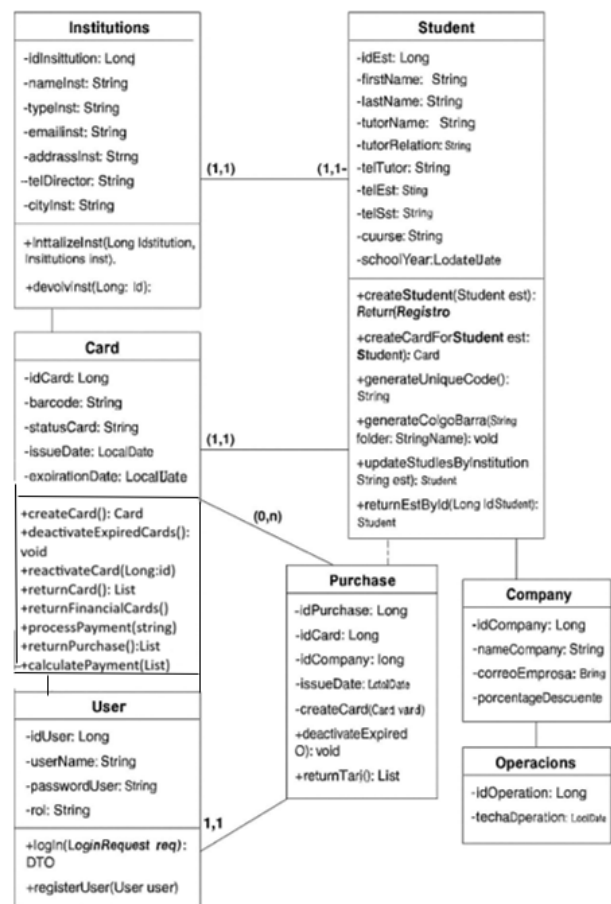 Institutions
-idInsittution: Long
-nameInst: String
-typeInst: String
-emailinst: String
-addrassInst: Strng
-telDirector: String
-cityInst: String
+InttalizeInst(Long Idstitution,
Insittutions inst).
+devolvInst(Long: Id):
(1,1)
(1,1-
Student
-idEst: Long
-firstName: String
-lastName: String
-tutorName: String
-tutorRelation: String
-telTutor: String
-telEst: Sting
-telSst: String
-cuurse: String
-schoolYear:LodateDate
+createStudent(Student est):
Return(Registro
+createCardForStudent est:
Student): Card
+generateUniqueCode():
String
+generateColgoBarra(String
folder: StringName): void
+updateStudlesByInstitution
String est): Student
+returnEstById(Long IdStudent):
Student
Card
-idCard: Long
-barcode: String
-statusCard: String
-issueDate: LocalDate
-expirationDate: LocalDate
+createCard(): Card
+deactivateExpiredCards():
void
+reactivateCard(Long:id)
+returnCard(): List
+returnFinancialCards()
+processPayment(string)
+returnPurchase():List
+calculatePayment(List)
(1,1)
(0,n)
Purchase
-idPurchase: Long
-idCard: Long
-idCompany: long
-issueDate: LotalDate
-createCard(Card vard)
+deactivateExpired
O): void
+returnTarj(): List
Company
-idCompany: Long
-nameCompany: String
-correoEmprosa: Bring
-porcentageDescuente
Operacions
-idOperation: Long
-techaDperation: LoclDate
User
-idUser: Long
-userName: String
-passwordUser: String
-rol: String
+logIn(LoginRequest req):
DTO
+registerUser(User user)
1,1